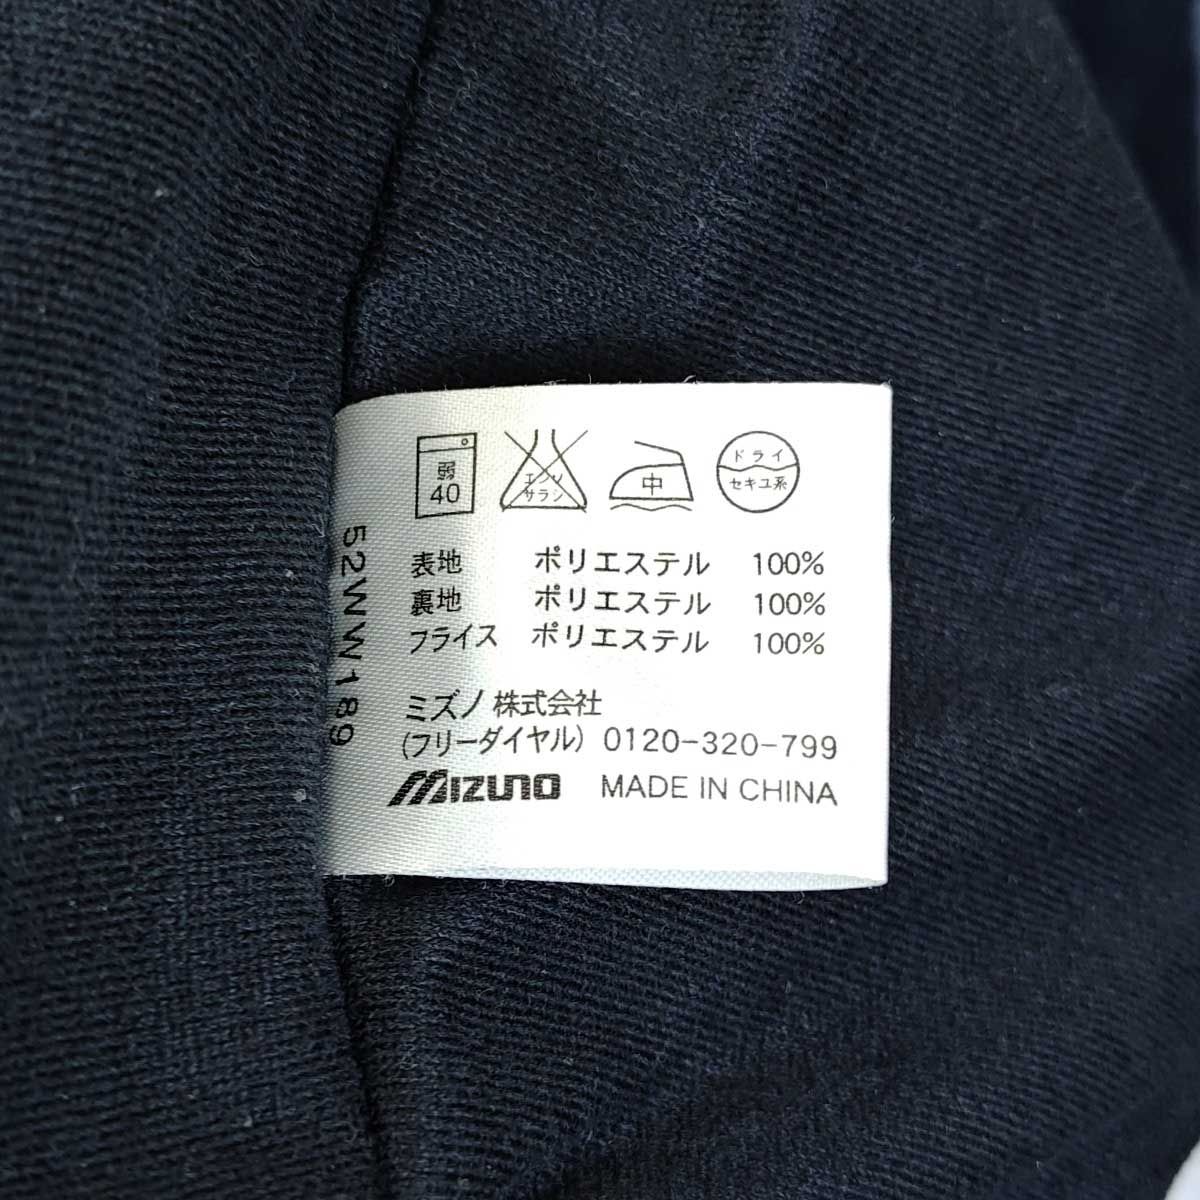 弱
40
エンソ
サラシ
中
ドライ
セキユ系
表地 ポリエステル 100%
裏地 ポリエステル 100%
フライス ポリエステル 100%
ミズノ株式会社
(フリーダイヤル) 0120-320-799
MIZUNO MADE IN CHINA
52WW189